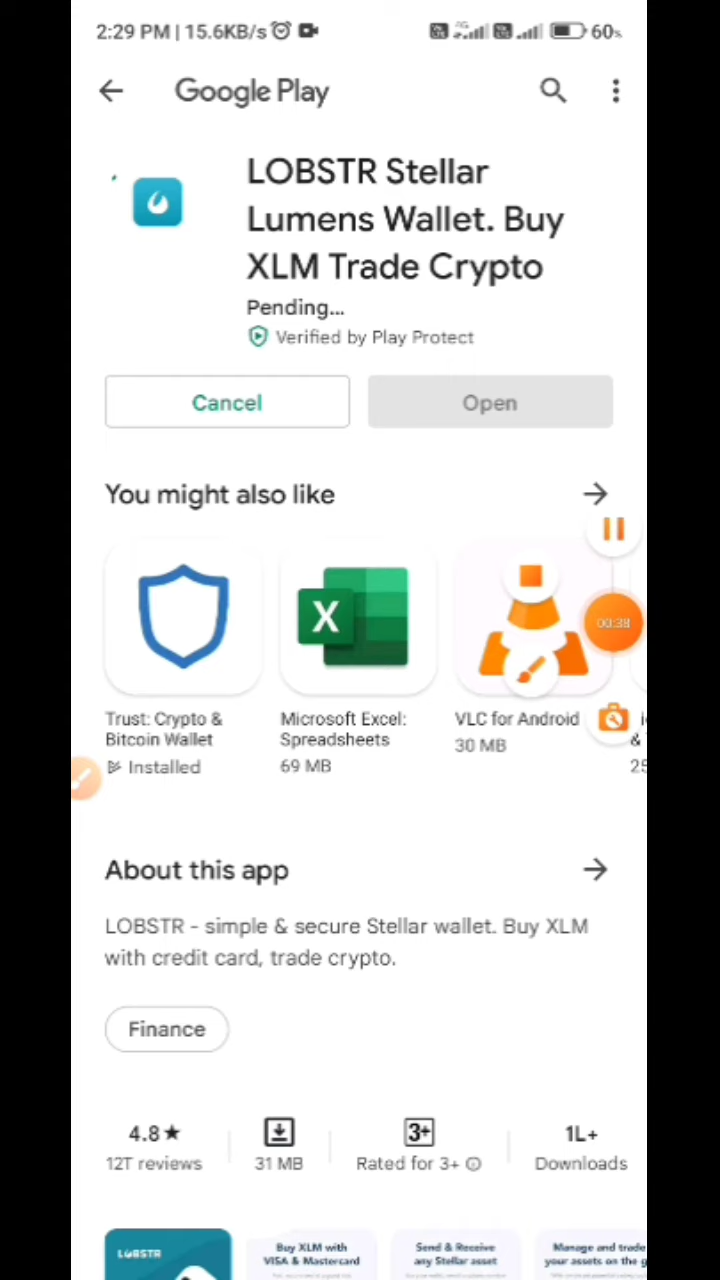 2:29 PM | 15.6KB/s 4G 60%
Google Play
LOBSTR Stellar
Lumens Wallet. Buy
XLM Trade Crypto
Pending...
Verified by Play Protect
Cancel
Open
You might also like
00:38
Trust: Crypto &
Bitcoin Wallet
Installed
Microsoft Excel:
Spreadsheets
69 MB
VLC for Android
30 MB
&
25
About this app
LOBSTR - simple & secure Stellar wallet. Buy XLM
with credit card, trade crypto.
Finance
4.8★
12T reviews
31 MB
3+
Rated for 3+
1L+
Downloads
LOBSTR
Buy XLM with
VISA & Mastercard
Send & Receive
any Stellar asset
Manage and trade
your assets on the g